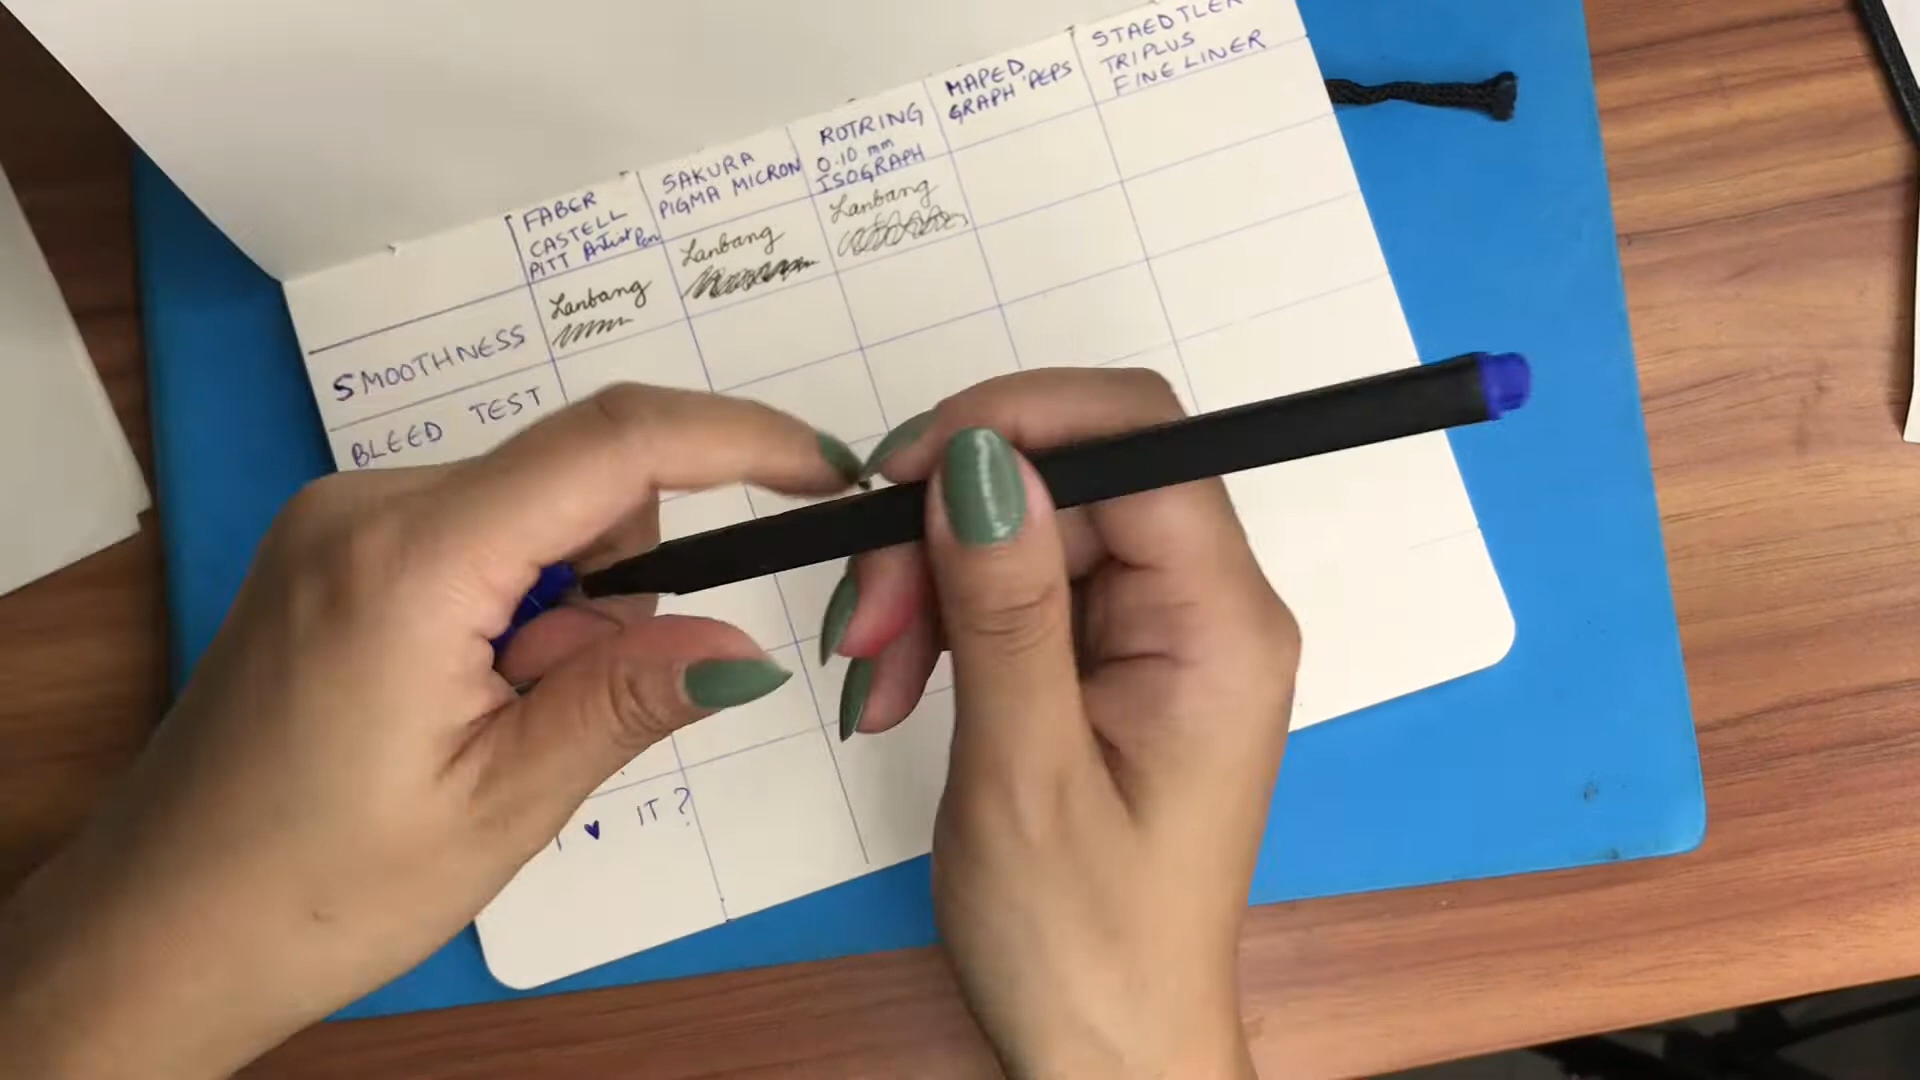 FABER
CASTELL
PITT Artist Pen
SAKURA
PIGMA MICRON
ROTRING
0.10 mm
ISOGRAPH
MAPED
GRAPH'PEPS
STAEDTLER
TRIPLUS
FINE LINER
SMOOTHNESS
Lanbang
Lanbang
Lanbang
BLEED TEST
I ♥ IT?